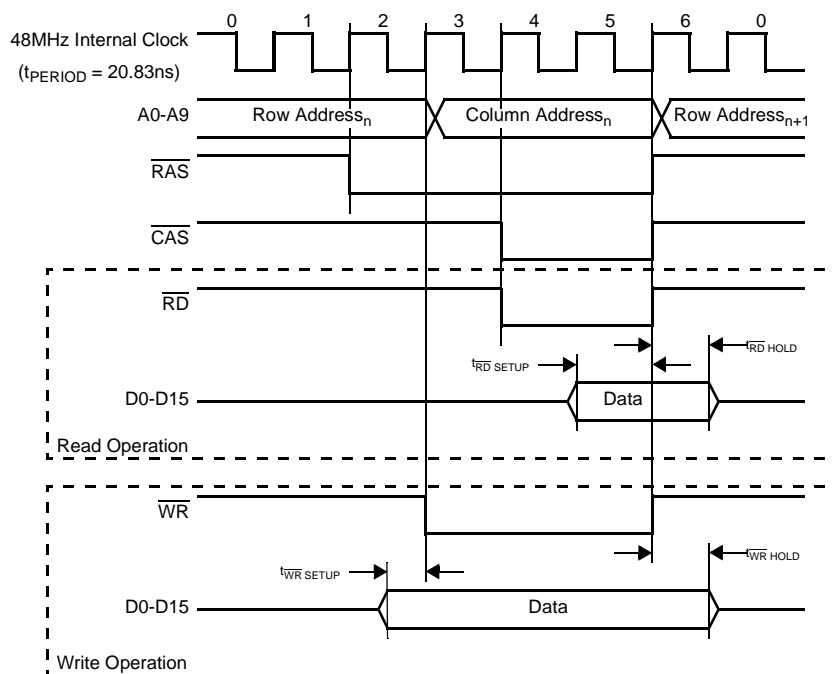 0 1 2 3 4 5 6 0
48MHz Internal Clock
(tPERIOD = 20.83ns)
A0-A9 Row Addressn Column Addressn Row Addressn+1
RAS
CAS
RD
tRD HOLD
tRD SETUP
D0-D15 Data
Read Operation
WR
tWR HOLD
tWR SETUP
D0-D15 Data
Write Operation